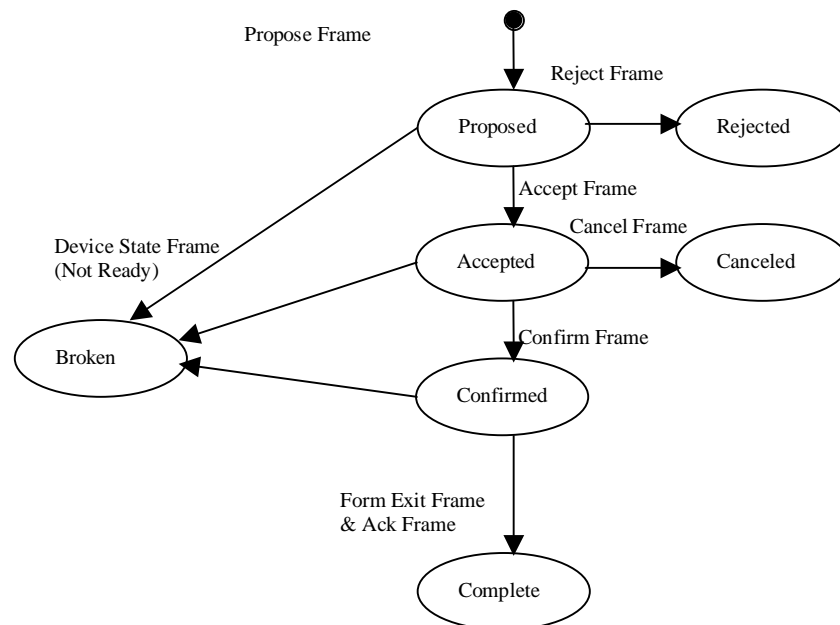 Propose Frame
Reject Frame
Proposed
Rejected
Accept Frame
Cancel Frame
Device State Frame
(Not Ready)
Accepted
Canceled
Confirm Frame
Broken
Confirmed
Form Exit Frame
& Ack Frame
Complete